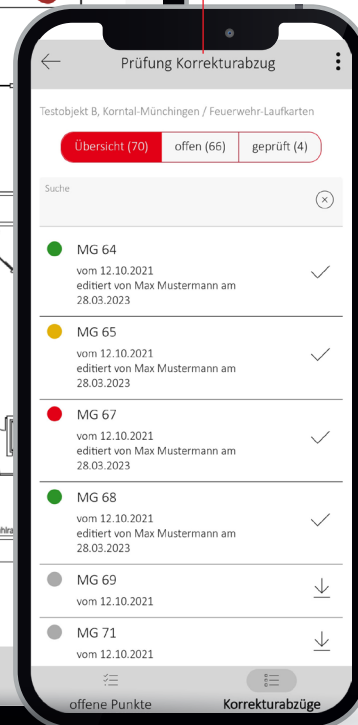 Prüfung Korrekturabzug
Testobjekt B, Korntal-Münchingen / Feuerwehr-Laufkarten
Übersicht (70)
offen (66)
geprüft (4)
Suche
MG 64
vom 12.10.2021
editiert von Max Mustermann am
28.03.2023
MG 65
vom 12.10.2021
editiert von Max Mustermann am
28.03.2023
MG 67
vom 12.10.2021
editiert von Max Mustermann am
28.03.2023
MG 68
vom 12.10.2021
editiert von Max Mustermann am
28.03.2023
MG 69
vom 12.10.2021
MG 71
vom 12.10.2021
offene Punkte
Korrekturabzüge